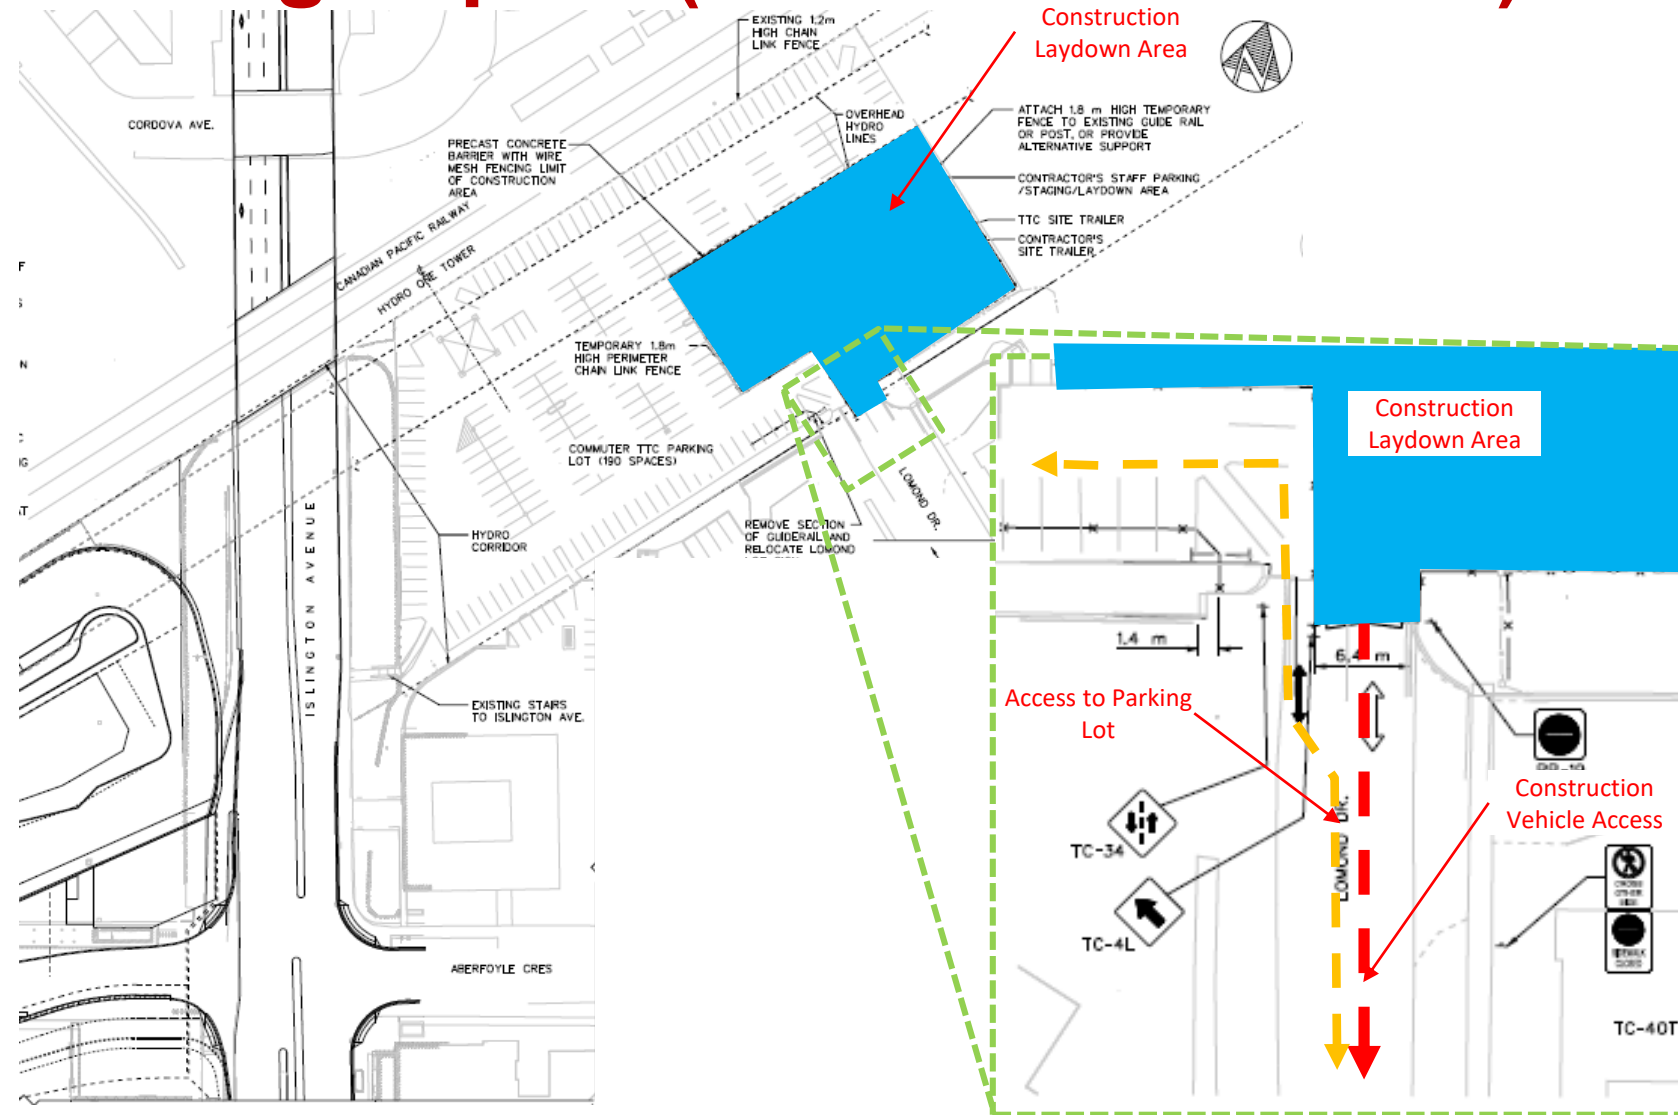 EXISTING 1.2m
HIGH CHAIN
LINK FENCE
Construction
Laydown Area
CORDOVA AVE.
OVERHEAD
HYDRO
LINES
ATTACH 1.8 m HIGH TEMPORARY
FENCE TO EXISTING GUIDE RAIL
OR POST, OR PROVIDE
ALTERNATIVE SUPPORT
PRECAST CONCRETE
BARRIER WITH WIRE
MESH FENCING LIMIT
OF CONSTRUCTION
AREA
CONTRACTOR'S STAFF PARKING
/STAGING/LAYDOWN AREA
TTC SITE TRAILER
CONTRACTOR'S
SITE TRAILER
CANADIAN PACIFIC RAILWAY
HYDRO ONE TOWER
TEMPORARY 1.8m
HIGH PERIMETER
CHAIN LINK FENCE
COMMUTER TTC PARKING
LOT (190 SPACES)
LOMOND DR.
REMOVE SECTION
OF GUIDERAIL AND
RELOCATE LOMOND
HYDRO
CORRIDOR
ISLINGTON AVENUE
EXISTING STAIRS
TO ISLINGTON AVE.
ABERFOYLE CRES
Construction
Laydown Area
1.4 m
6.4 m
Access to Parking
Lot
Construction
Vehicle Access
LOMOND DR.
TC-34
TC-4L
CROSS
OTHER
SIDE
SIDEWALK
CLOSED
TC-40T